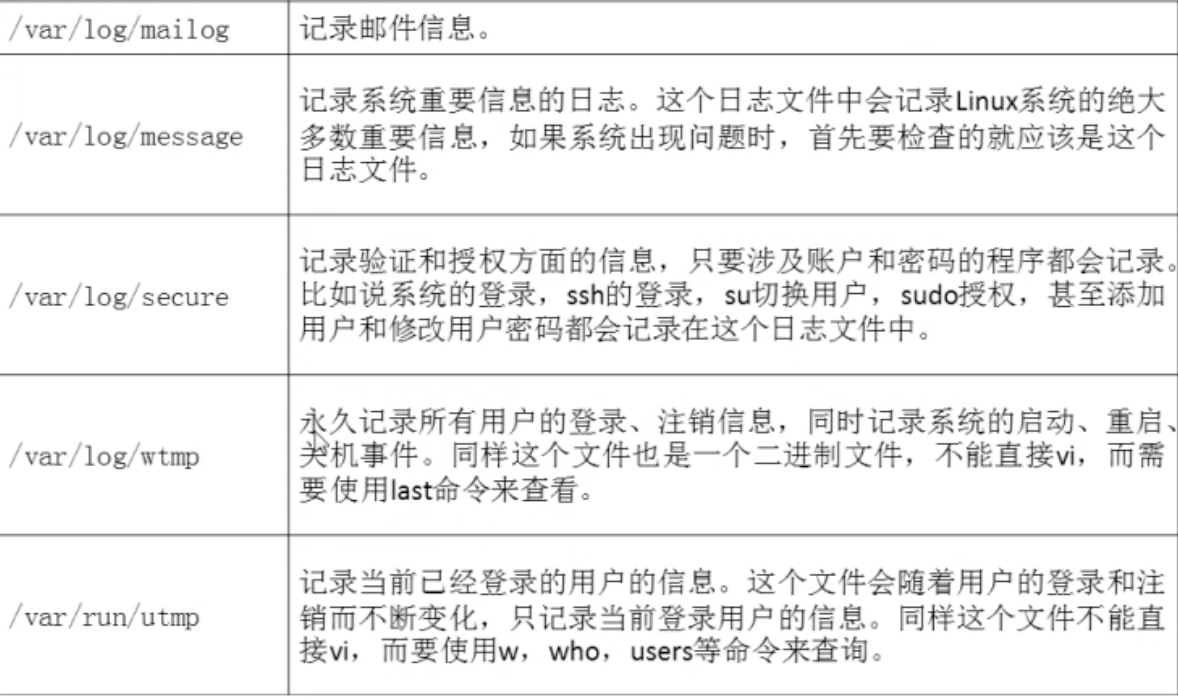 /var/log/mailog
记录邮件信息。
/var/log/message
记录系统重要信息的日志。这个日志文件中会记录Linux系统的绝大
多数重要信息，如果系统出现问题时，首先要检查的就应该是这个
日志文件。
/var/log/secure
记录验证和授权方面的信息，只要涉及账户和密码的程序都会记录。
比如说系统的登录，ssh的登录，su切换用户，sudo授权，甚至添加
用户和修改用户密码都会记录在这个日志文件中。
/var/log/wtmp
永久记录所有用户的登录、注销信息，同时记录系统的启动、重启、
关机事件。同样这个文件也是一个二进制文件，不能直接vi，而需
要使用last命令来查看。
/var/run/utmp
记录当前已经登录的用户的信息。这个文件会随着用户的登录和注
销而不断变化，只记录当前登录用户的信息。同样这个文件不能直
接vi，而要使用w，who，users等命令来查询。